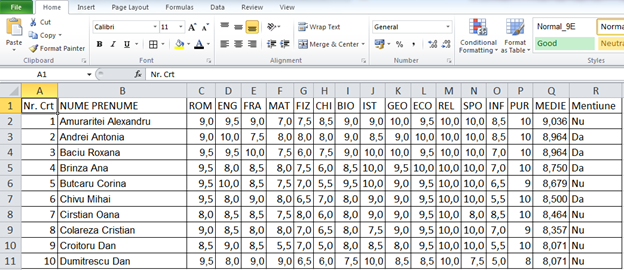 File Home Insert Page Layout Formulas Data Review View
Cut
Copy
Format Painter
Paste
Clipboard
Calibri 11
B I U
Font
Wrap Text
Merge & Center
Alignment
General
% ,
Number
Conditional Formatting
Format as Table
Normal_9E Norma
Good Neutra
Styles
A1 fx Nr. Crt
A B C D E F G H I J K L M N O P Q R
1 Nr. Crt NUME PRENUME ROM ENG FRA MAT FIZ CHI BIO IST GEO ECO REL SPO INF PUR MEDIE Mentiune
2 1 Amuraritei Alexandru 9,0 9,5 9,0 7,0 7,5 8,5 9,0 9,0 10,0 9,5 10,0 10,0 8,5 10 9,036 Nu
3 2 Andrei Antonia 9,0 10,0 7,5 8,0 8,0 8,0 9,0 8,5 9,0 10,0 10,0 10,0 8,5 10 8,964 Da
4 3 Baciu Roxana 9,5 9,5 10,0 6,0 7,5 7,0 9,0 10,0 10,0 9,5 10,0 10,0 7,5 10 8,964 Da
5 4 Brinza Ana 9,5 8,0 8,5 8,0 7,5 6,0 8,5 10,0 9,5 10,0 10,0 10,0 7,0 10 8,750 Da
6 5 Butcaru Corina 9,5 10,0 8,5 7,5 7,0 5,5 9,5 10,0 9,0 9,5 10,0 10,0 6,5 9 8,679 Nu
7 6 Chivu Mihai 9,5 8,0 9,0 8,0 6,5 7,0 8,0 9,0 9,0 9,5 10,0 10,0 5,5 10 8,500 Da
8 7 Cirstian Oana 8,0 8,5 8,5 7,5 8,0 6,0 8,0 9,0 9,0 9,5 10,0 10,0 8,5 8 8,464 Nu
9 8 Colareza Cristian 9,0 8,5 8,0 8,0 7,0 6,5 8,0 7,5 9,0 9,5 10,0 10,0 7,0 9 8,357 Nu
10 9 Croitoru Dan 8,5 9,0 8,5 5,5 7,0 5,0 8,0 9,0 9,0 9,0 10,0 10,0 5,5 9 8,071 Nu
11 10 Dumitrescu Dan 9,5 8,0 9,0 9,0 6,5 6,0 7,5 10,0 8,5 8,5 10,0 7,5 5,0 8 8,071 Nu